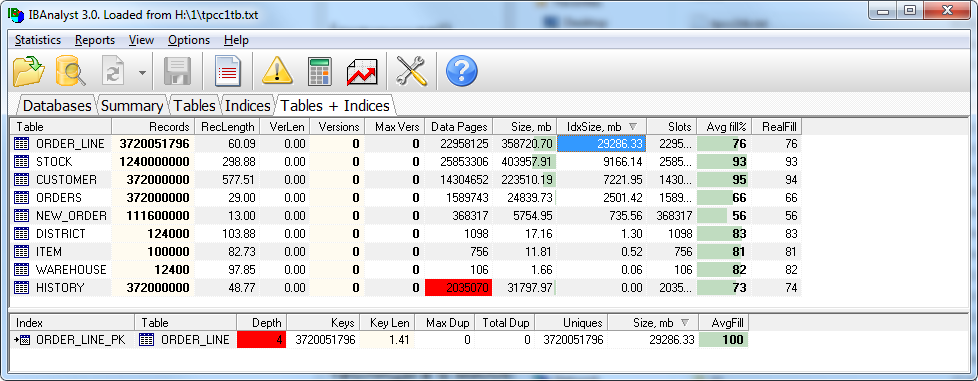 IBAnalyst 3.0. Loaded from H:\1\tpcc1tb.txt
Statistics Reports View Options Help
Databases Summary Tables Indices Tables + Indices
Table Records RecLength VerLen Versions Max Vers Data Pages Size, mb IdxSize, mb Slots Avg fill% RealFill
ORDER_LINE 3720051796 60.09 0.00 0 0 22958125 358720.70 29286.33 2295... 76 76
STOCK 1240000000 298.88 0.00 0 0 25853306 403957.91 9166.14 2585... 93 93
CUSTOMER 372000000 577.51 0.00 0 0 14304652 223510.19 7221.95 1430... 95 94
ORDERS 372000000 29.00 0.00 0 0 1589743 24839.73 2501.42 1589... 66 66
NEW_ORDER 111600000 13.00 0.00 0 0 368317 5754.95 735.56 368317 56 56
DISTRICT 124000 103.88 0.00 0 0 1098 17.16 1.30 1098 83 83
ITEM 100000 82.73 0.00 0 0 756 11.81 0.52 756 81 81
WAREHOUSE 12400 97.85 0.00 0 0 106 1.66 0.06 106 82 82
HISTORY 372000000 48.77 0.00 0 0 2035070 31797.97 0.00 2035... 73 74
Index Table Depth Keys Key Len Max Dup Total Dup Uniques Size, mb AvgFill
ORDER_LINE_PK ORDER_LINE 4 3720051796 1.41 0 0 3720051796 29286.33 100